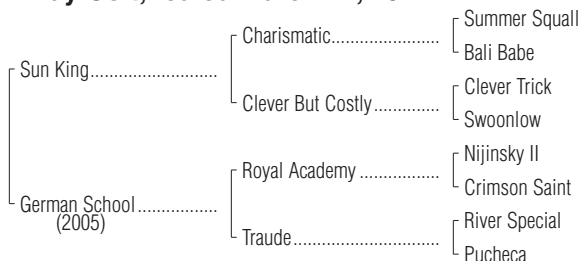 Summer Squall
Charismatic
Bali Babe
Sun King
Clever Trick
Clever But Costly
Swoonlow
Nijinsky II
Royal Academy
Crimson Saint
German School
(2005)
River Special
Traude
Pucheca